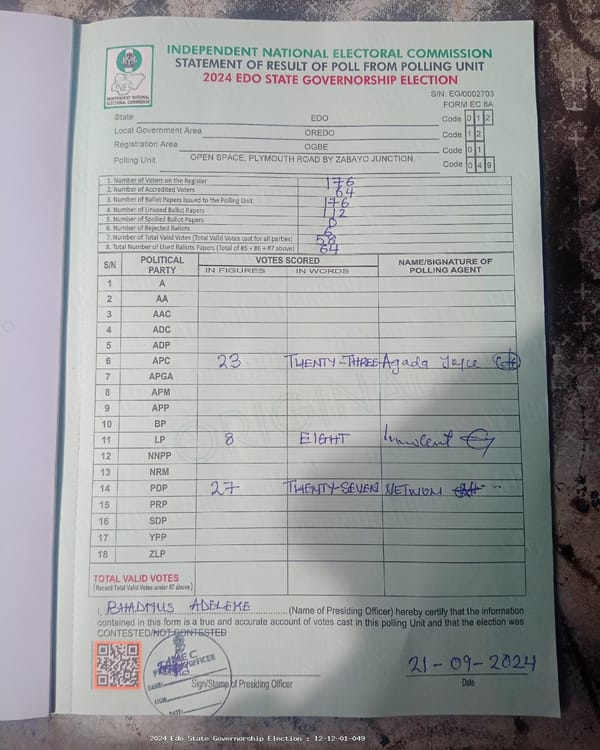 INDEPENDENT NATIONAL ELECTORAL COMMISSION
STATEMENT OF RESULT OF POLL FROM POLLING UNIT
2024 EDO STATE GOVERNORSHIP ELECTION
INEC
INDEPENDENT NATIONAL ELECTORAL COMMISSION
S/N: EG/0002703
FORM EC 8A
State EDO Code 0 1 2
Local Government Area OREDO Code 1 2
Registration Area OGBE Code 0 1
Polling Unit OPEN SPACE, PLYMOUTH ROAD BY ZABAYO JUNCTION. Code 0 4 9
1. Number of Voters on the Register 176
2. Number of Accredited Voters 64
3. Number of Ballot Papers Issued to the Polling Unit 176
4. Number of Unused Ballot Papers 112
5. Number of Spoiled Ballot Papers 0
6. Number of Rejected Ballots 6
7. Number of Total Valid Votes (Total Valid Votes cast for all parties) 58
8. Total Number of Used Ballots Papers (Total of #5 + #6 + #7 above) 64
S/N POLITICAL PARTY VOTES SCORED NAME/SIGNATURE OF POLLING AGENT
IN FIGURES IN WORDS
1 A
2 AA
3 AAC
4 ADC
5 ADP
6 APC 23 TWENTY-THREE Agada Joyce
7 APGA
8 APM
9 APP
10 BP
11 LP 8 EIGHT Innocent
12 NNPP
13 NRM
14 PDP 27 TWENTY-SEVEN
15 PRP
16 SDP
17 YPP
18 ZLP
TOTAL VALID VOTES
(Record Total Valid Votes under #7 above)
I, BHADMUS ADELEKE (Name of Presiding Officer) hereby certify that the information
contained in this form is a true and accurate account of votes cast in this polling Unit and that the election was
CONTESTED/NOT CONTESTED
INEC
PRESIDING OFFICER
NAME:
SIGN:
DATE:
21-09-2024
Sign/Stamp of Presiding Officer Date
2024 Edo State Governorship Election : 12-12-01-049